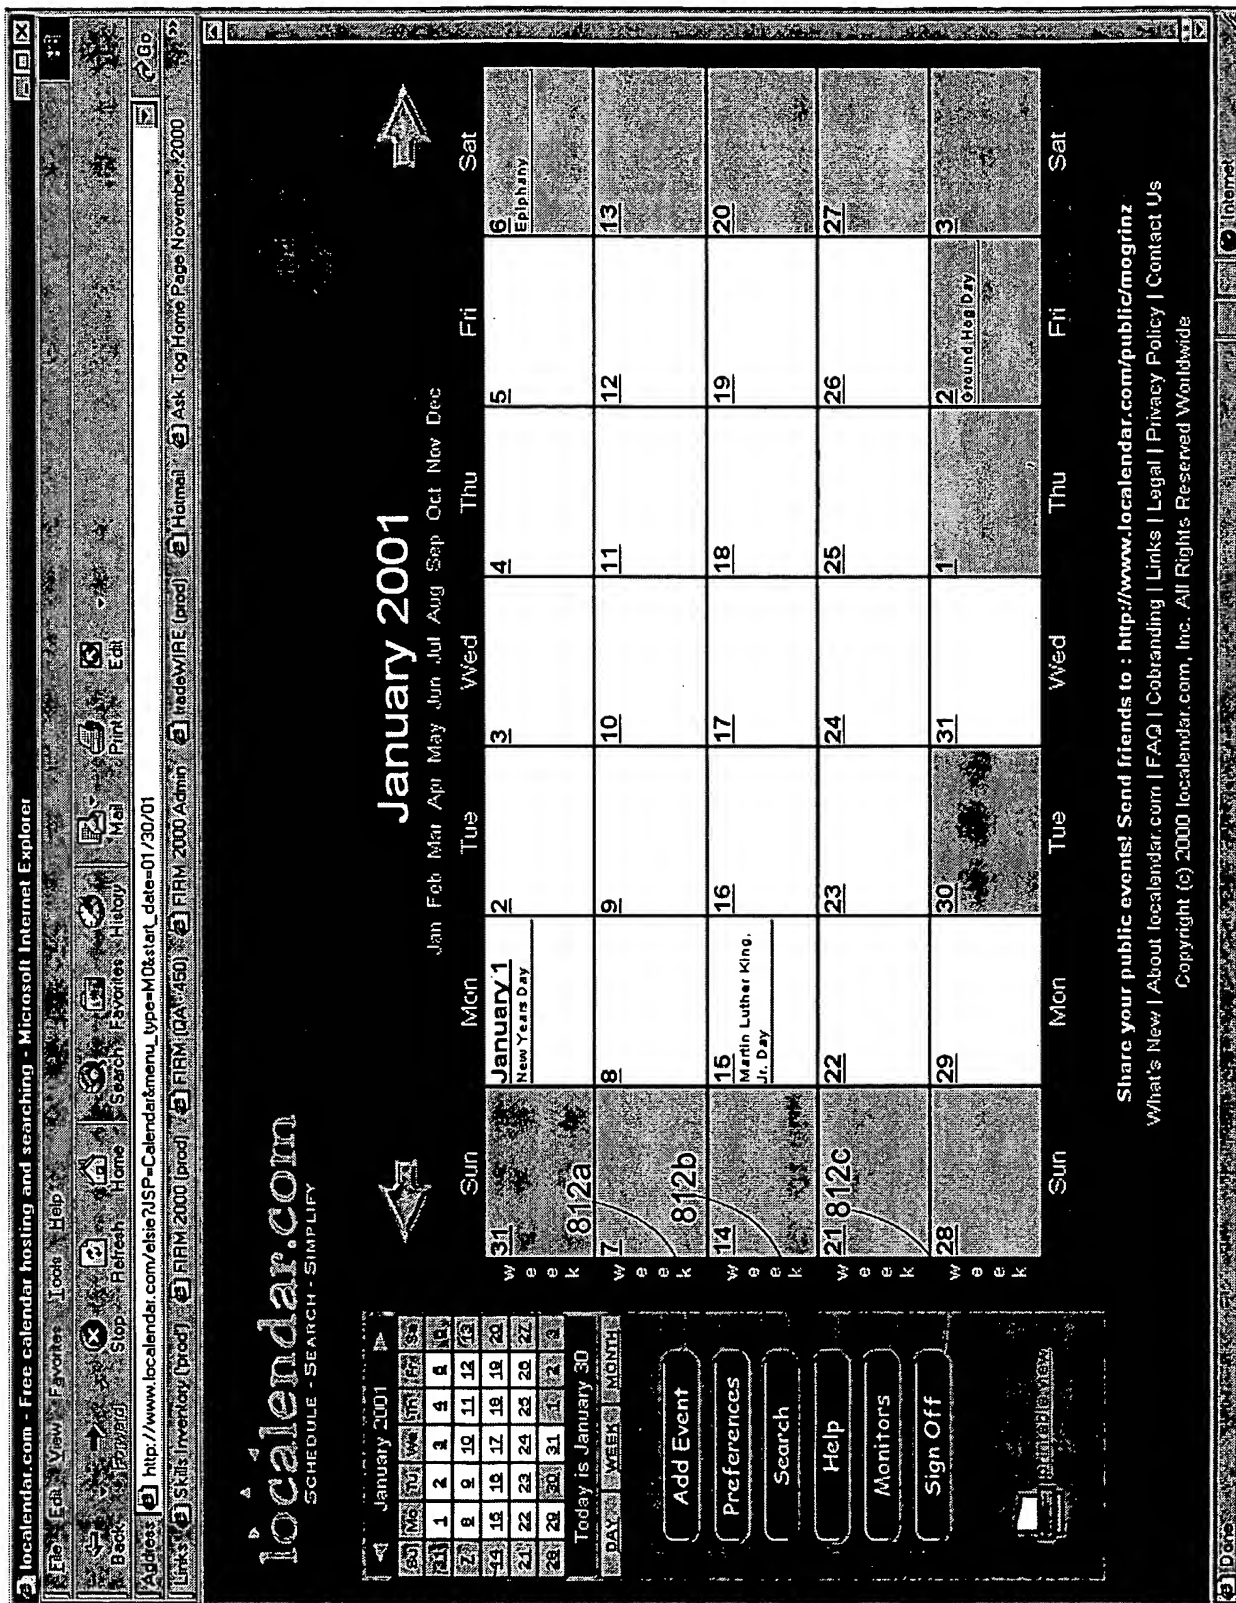 localendar.com - Free calendar hosting and searching - Microsoft Internet Explorer
File Edit View Favorites Tools Help
Back Forward Stop Refresh Home Search Favorites History Mail Print Edit
Address http://www.localendar.com/elsie?JSP=Calendar&menu_type=M0&start_date=01/30/01 Go
Links Skills Inventory (prod) FIRM 2000 (prod) FIRM (QA\-450) FIRM 2000 Admin tradeWIRE (prod) Hotmail Ask Tog Home Page November, 2000 »
localendar.com
SCHEDULE - SEARCH - SIMPLIFY
January 2001
SU MO TU We TH FR Sa
31 1 2 3 4 5 6
7 8 9 10 11 12 13
14 15 16 17 18 19 20
21 22 23 24 25 26 27
28 29 30 31 1 2 3
Today is January 30
DAY WEEK MONTH
Add Event
Preferences
Search
Help
Monitors
Sign Off
printable view
January 2001
Jan Feb Mar Apr May Jun Jul Aug Sep Oct Nov Dec
Sun Mon Tue Wed Thu Fri Sat
week 31 January 1 2 3 4 5 6
New Years Day Epiphany
812a
week 7 8 9 10 11 12 13
812b
week 14 15 16 17 18 19 20
Martin Luther King,
Jr. Day
week 21 22 23 24 25 26 27
812c
week 28 29 30 31 1 2 3
Ground Hog Day
Sun Mon Tue Wed Thu Fri Sat
Share your public events! Send friends to : http://www.localendar.com/public/mogrinz
What's New | About localendar.com | FAQ | Cobranding | Links | Legal | Privacy Policy | Contact Us
Copyright (c) 2000 localendar.com, Inc. All Rights Reserved Worldwide
Done Internet